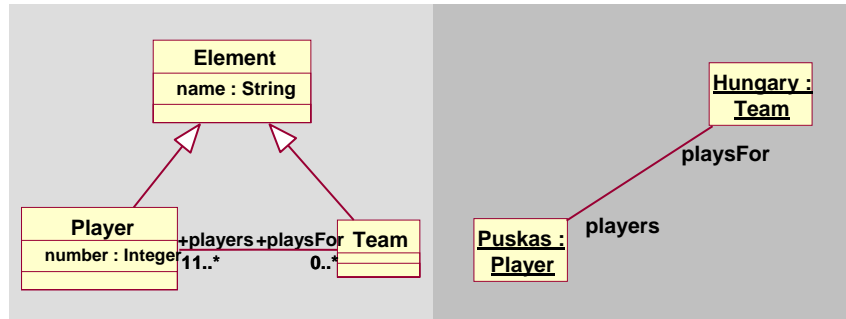 Element
name : String
Player
number : Integer
+players
+playsFor
11..*
0..*
Team
Hungary :
Team
playsFor
players
Puskas :
Player